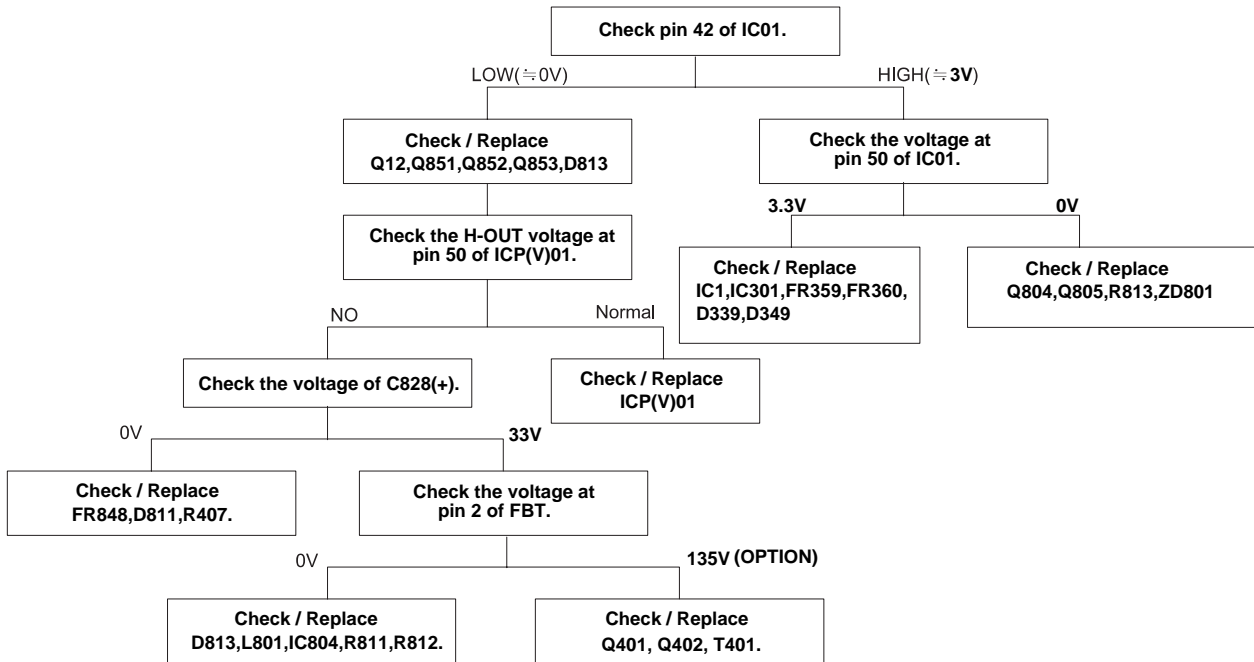 Check pin 42 of IC01.
LOW(≒0V)
HIGH(≒3V)
Check / Replace
Q12,Q851,Q852,Q853,D813
Check the voltage at
pin 50 of IC01.
3.3V
0V
Check the H-OUT voltage at
pin 50 of ICP(V)01.
Check / Replace
IC1,IC301,FR359,FR360,
D339,D349
Check / Replace
Q804,Q805,R813,ZD801
NO
Normal
Check the voltage of C828(+).
Check / Replace
ICP(V)01
0V
33V
Check / Replace
FR848,D811,R407.
Check the voltage at
pin 2 of FBT.
0V
135V (OPTION)
Check / Replace
D813,L801,IC804,R811,R812.
Check / Replace
Q401, Q402, T401.